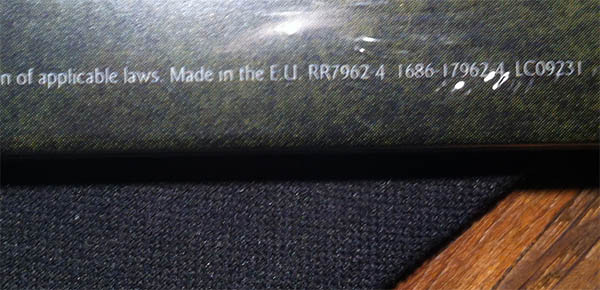 n of applicable laws. Made in the E.U. RR7962-4 1686-17962-4 LC09231